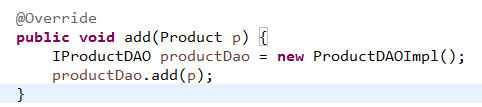 @Override
public void add(Product p) {
    IProductDAO productDao = new ProductDAOImpl();
    productDao.add(p);
}